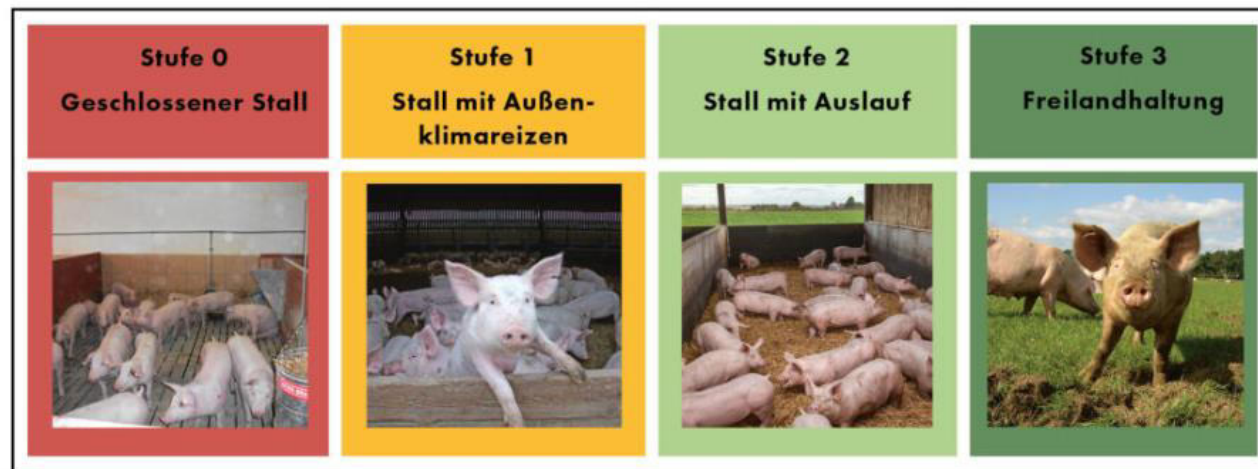 Stufe 0
Geschlossener Stall
Stufe 1
Stall mit Außen-
klimareizen
Stufe 2
Stall mit Auslauf
Stufe 3
Freilandhaltung